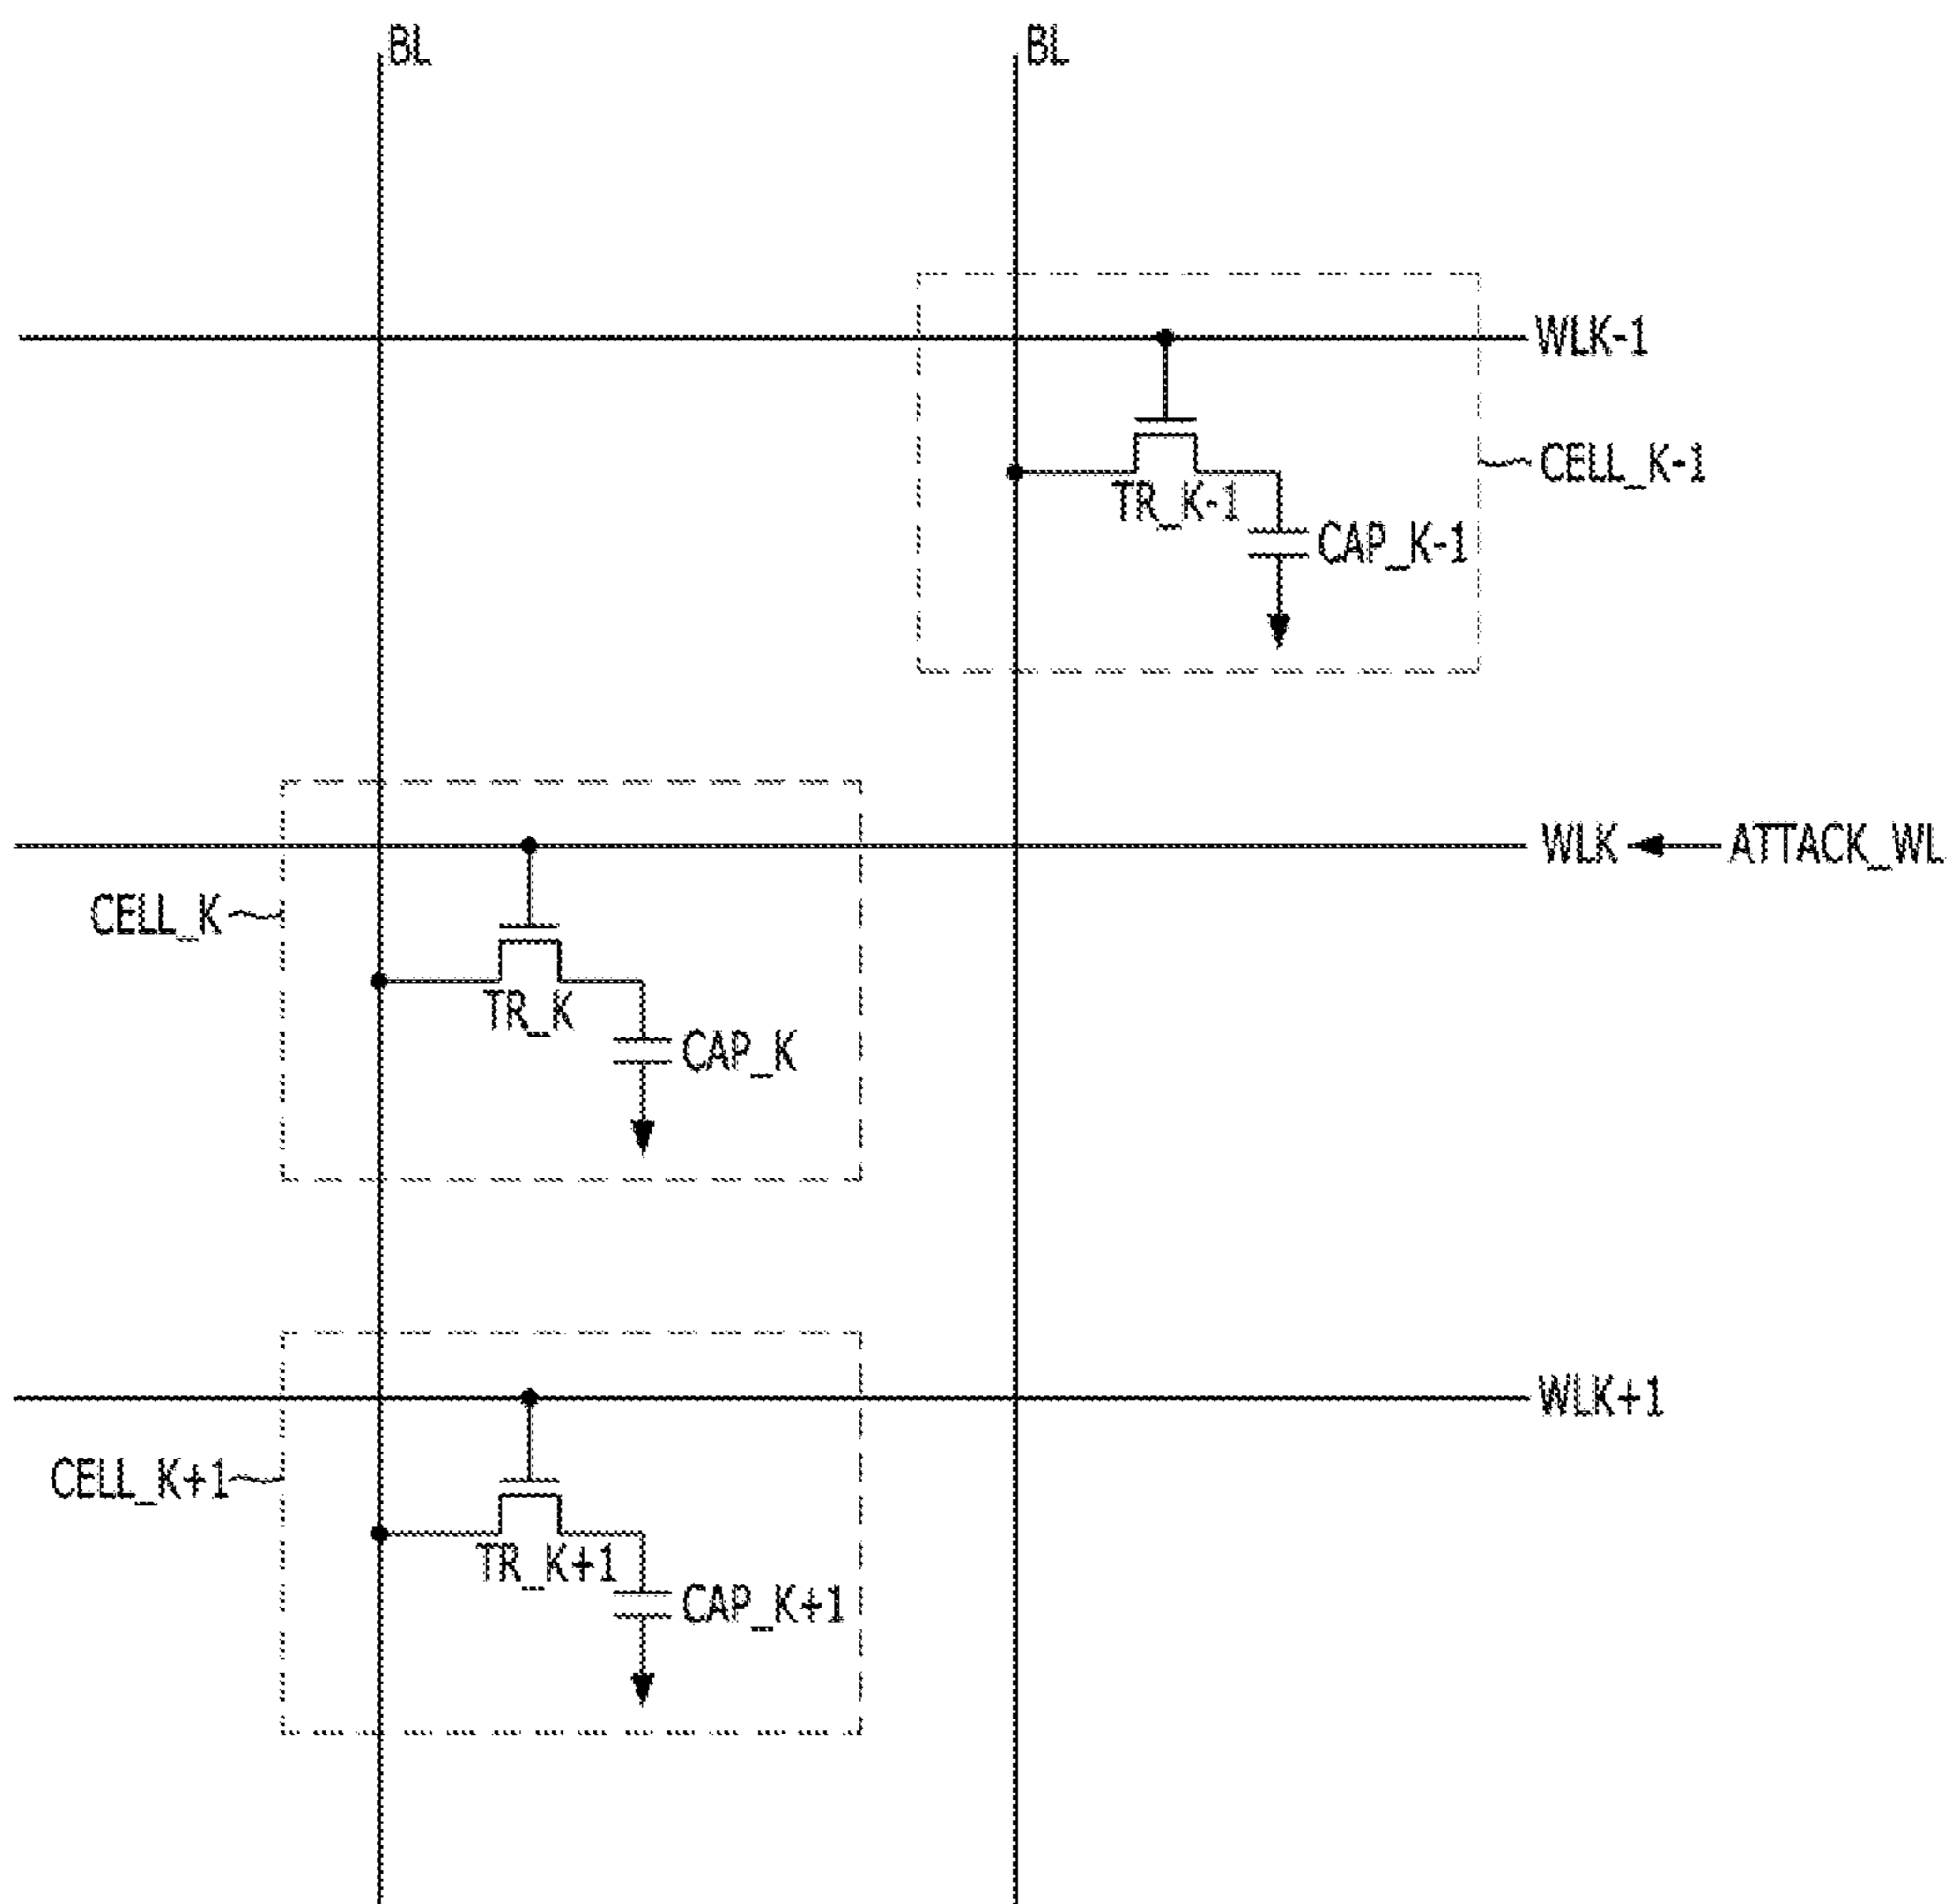 BL
BL
WLK-1
CELL_K-1
TR_K-1
CAP_K-1
WLK
ATTACK_WL
CELL_K
TR_K
CAP_K
WLK+1
CELL_K+1
TR_K+1
CAP_K+1